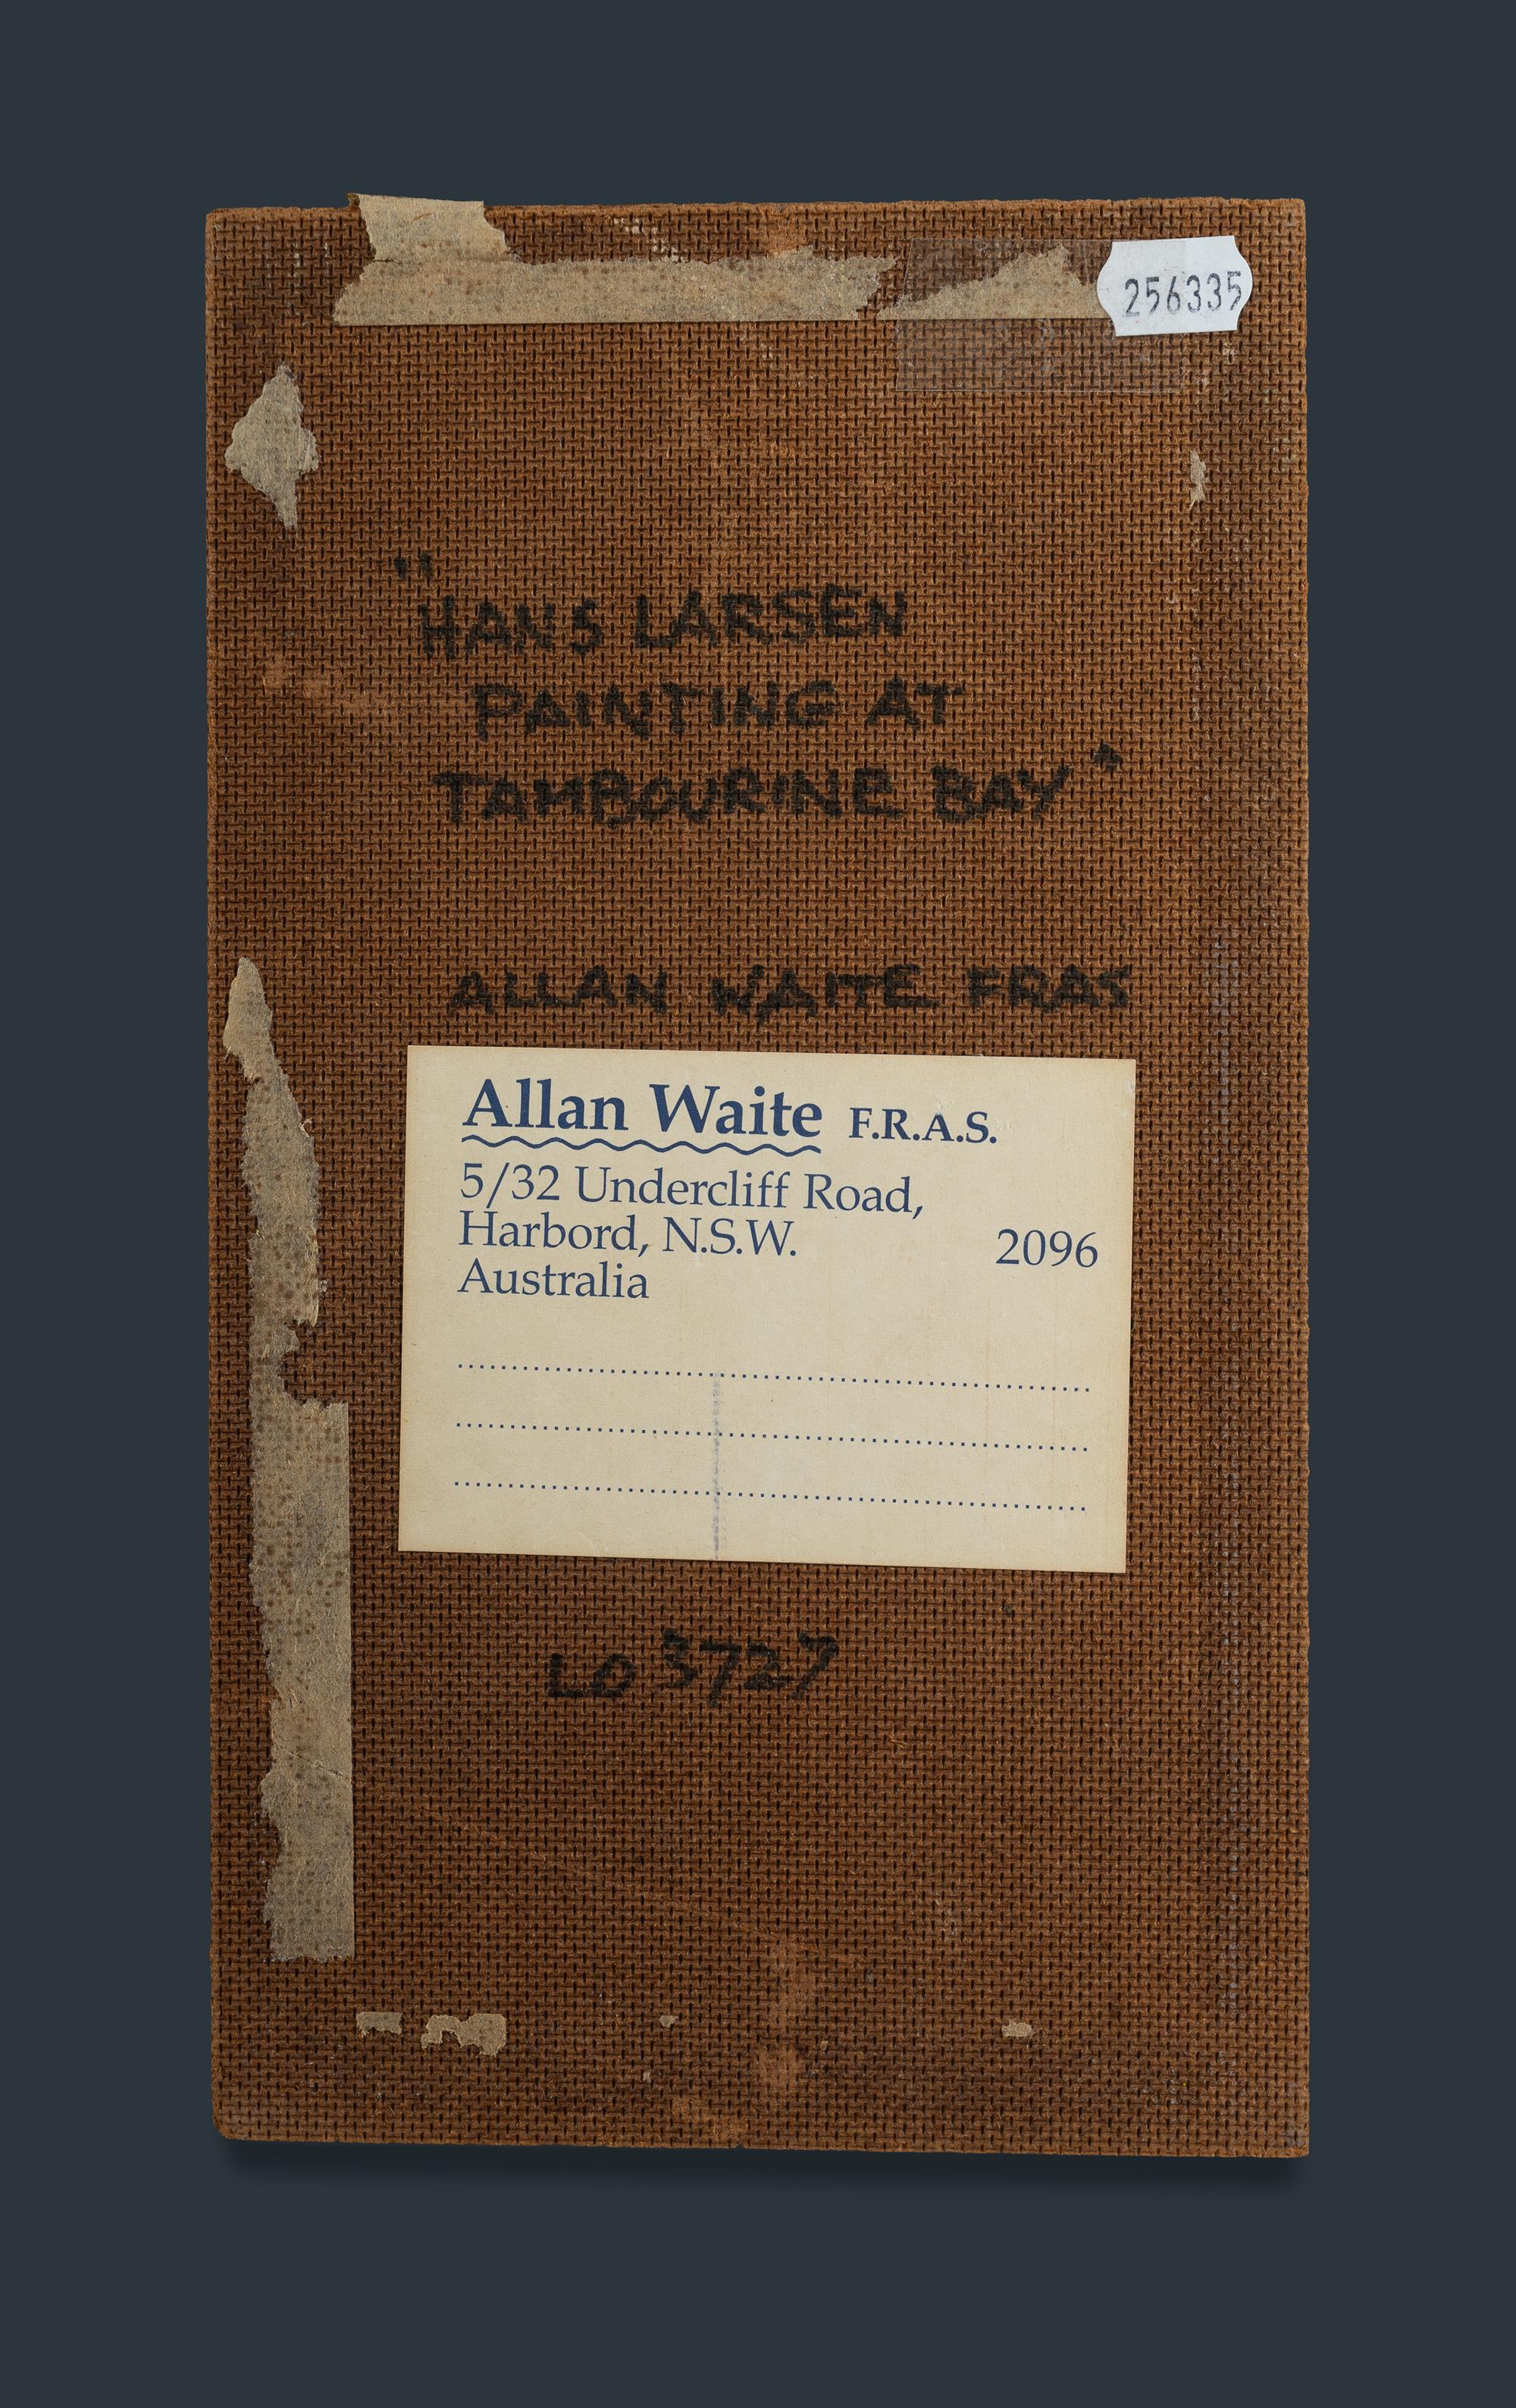 256335
"HANS LARSEN
PAINTING AT
TAMBOURINE BAY"
ALLAN WAITE FRAS
Allan Waite F.R.A.S.
5/32 Undercliff Road,
Harbord, N.S.W. 2096
Australia
LO 3727